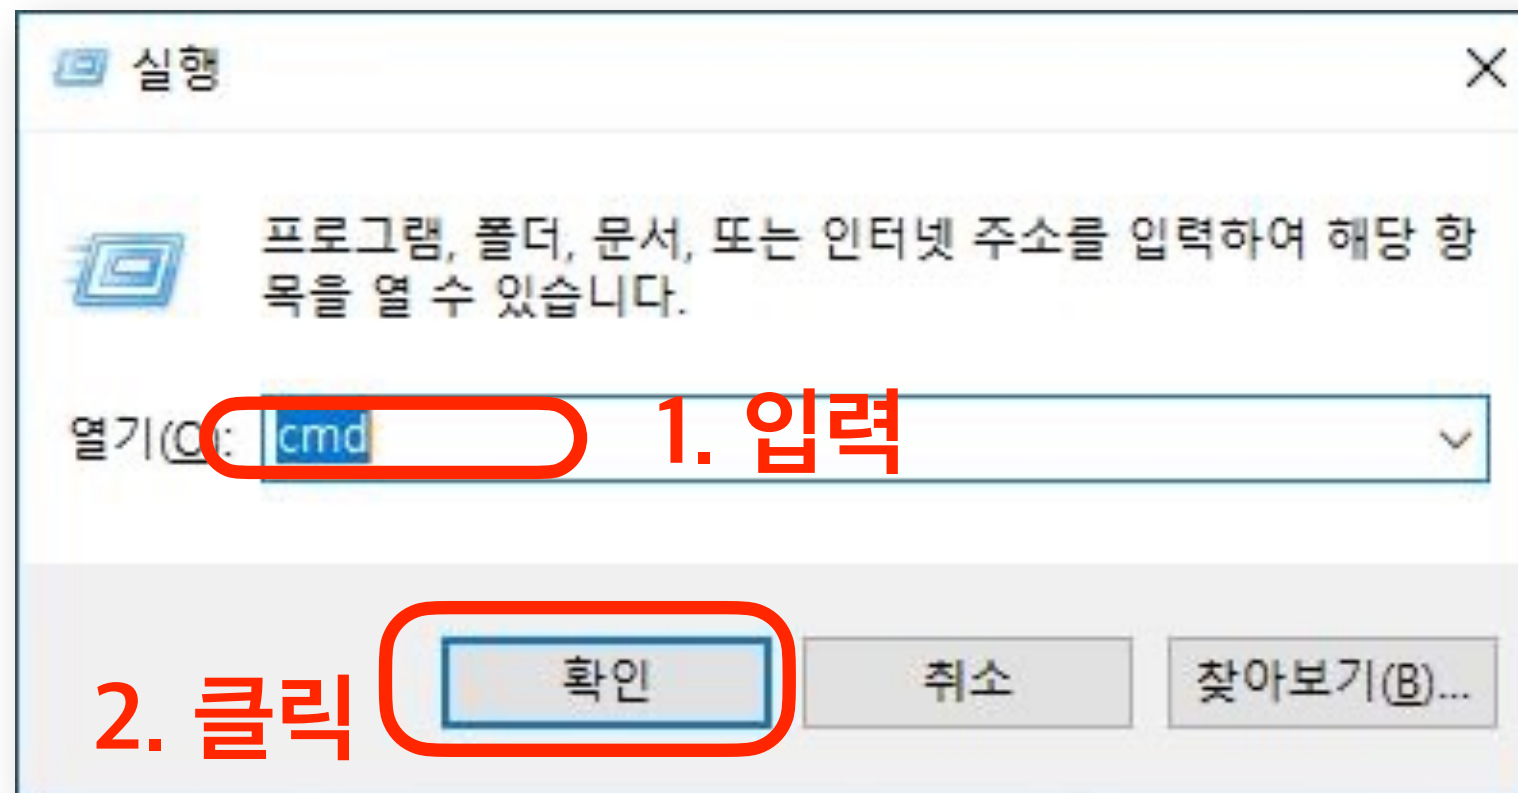 실행
프로그램, 폴더, 문서, 또는 인터넷 주소를 입력하여 해당 항
목을 열 수 있습니다.
열기(O): cmd 1. 입력
2. 클릭 확인 취소 찾아보기(B)...